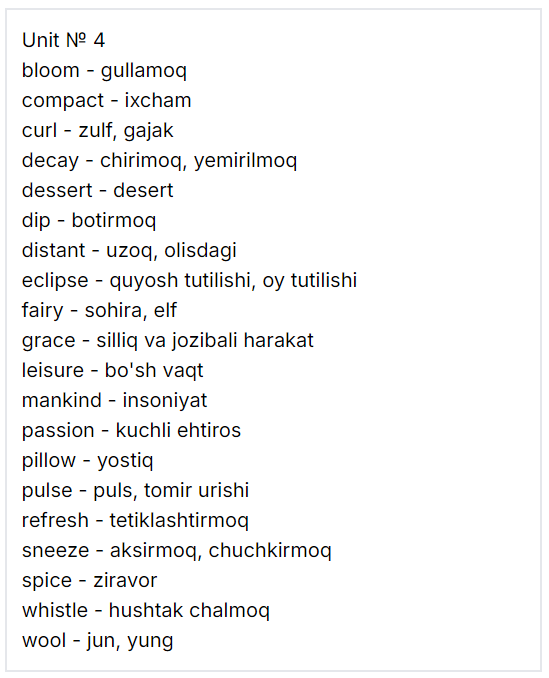 Unit № 4
bloom - gullamoq
compact - ixcham
curl - zulf, gajak
decay - chirimoq, yemirilmoq
dessert - desert
dip - botirmoq
distant - uzoq, olisdagi
eclipse - quyosh tutilishi, oy tutilishi
fairy - sohira, elf
grace - silliq va jozibali harakat
leisure - bo'sh vaqt
mankind - insoniyat
passion - kuchli ehtiros
pillow - yostiq
pulse - puls, tomir urishi
refresh - tetiklashtirmoq
sneeze - aksirmoq, chuchkirmoq
spice - ziravor
whistle - hushtak chalmoq
wool - jun, yung